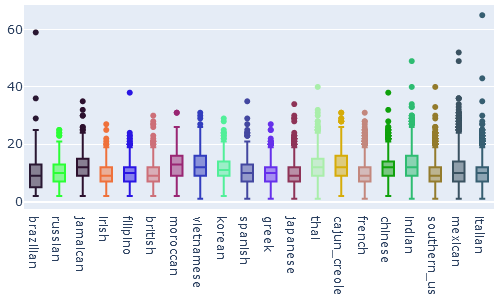 60
40
20
0
brazilian
russian
jamaican
irish
filipino
british
moroccan
vietnamese
korean
spanish
greek
japanese
thai
cajun_creole
french
chinese
indian
southern_us
mexican
italian